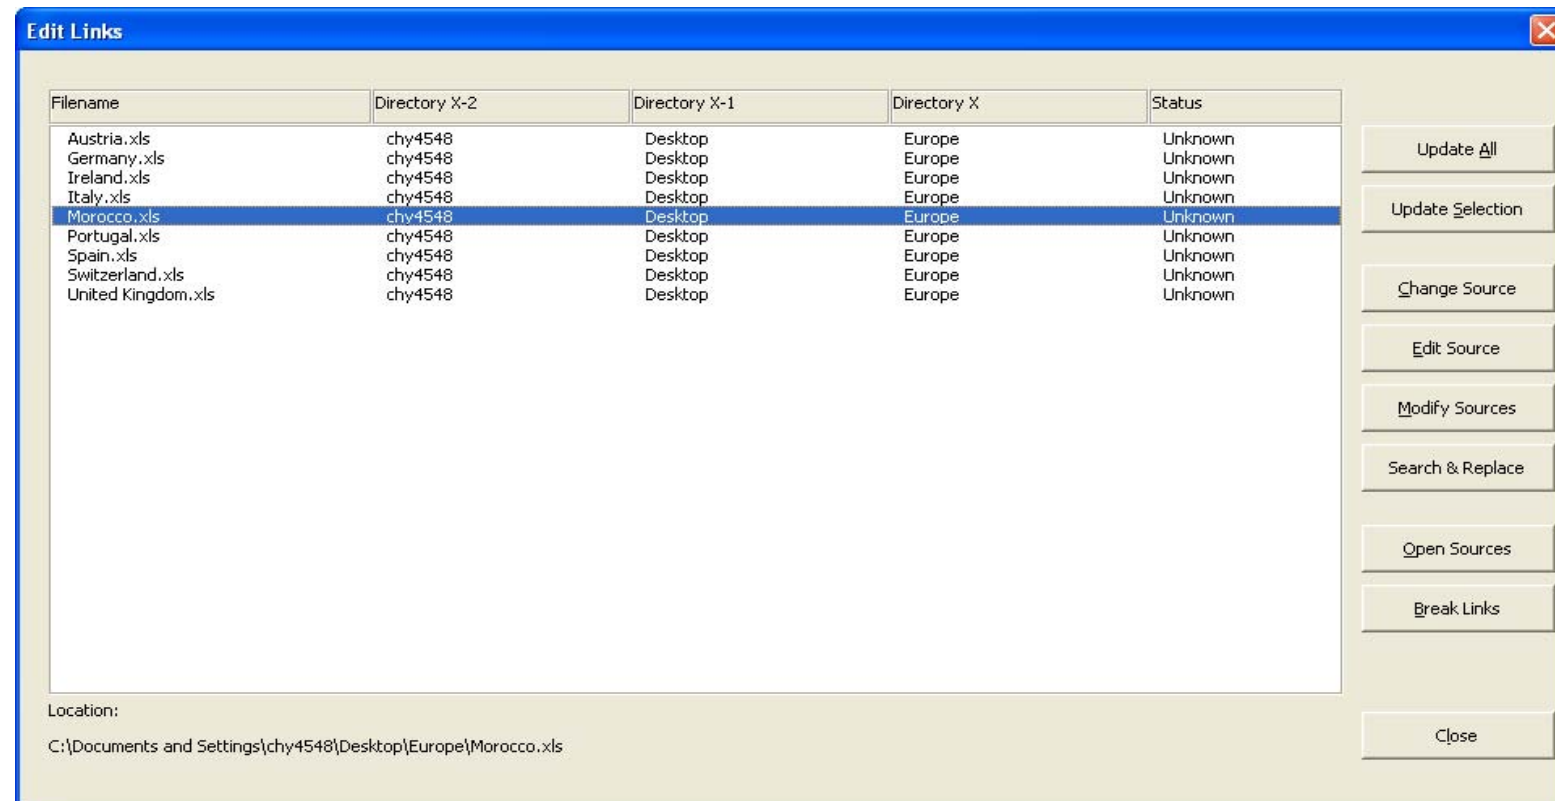 Edit Links
Filename Directory X-2 Directory X-1 Directory X Status
Austria.xls chy4548 Desktop Europe Unknown
Germany.xls chy4548 Desktop Europe Unknown
Ireland.xls chy4548 Desktop Europe Unknown
Italy.xls chy4548 Desktop Europe Unknown
Morocco.xls chy4548 Desktop Europe Unknown
Portugal.xls chy4548 Desktop Europe Unknown
Spain.xls chy4548 Desktop Europe Unknown
Switzerland.xls chy4548 Desktop Europe Unknown
United Kingdom.xls chy4548 Desktop Europe Unknown
Update All
Update Selection
Change Source
Edit Source
Modify Sources
Search & Replace
Open Sources
Break Links
Location:
C:\Documents and Settings\chy4548\Desktop\Europe\Morocco.xls
Close